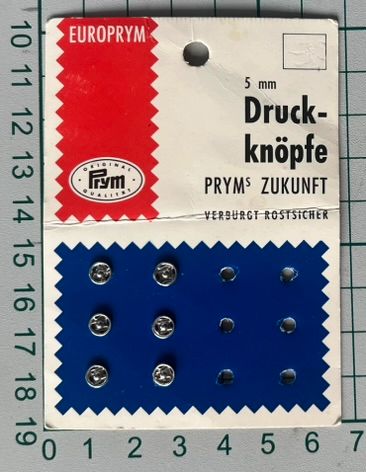 EUROPRYM
5 mm
Druck-
knöpfe
PRYMS ZUKUNFT
VERBÜRGT ROSTSICHER
ORIGINAL
Prym
QUALITÄT
10
11
12
13
14
15
16
17
18
19
0 1 2 3 4 5 6 7